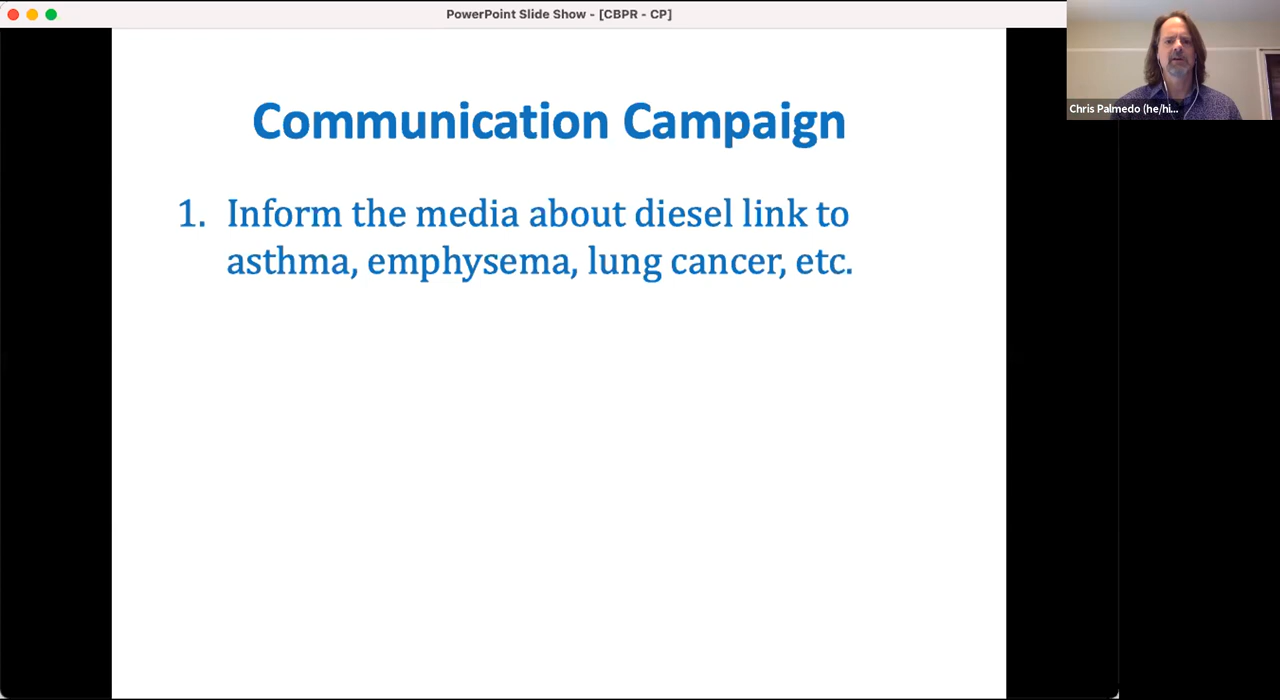 PowerPoint Slide Show - [CBPR - CP]
Chris Palmedo (he/hi...
Communication Campaign
1. Inform the media about diesel link to
asthma, emphysema, lung cancer, etc.